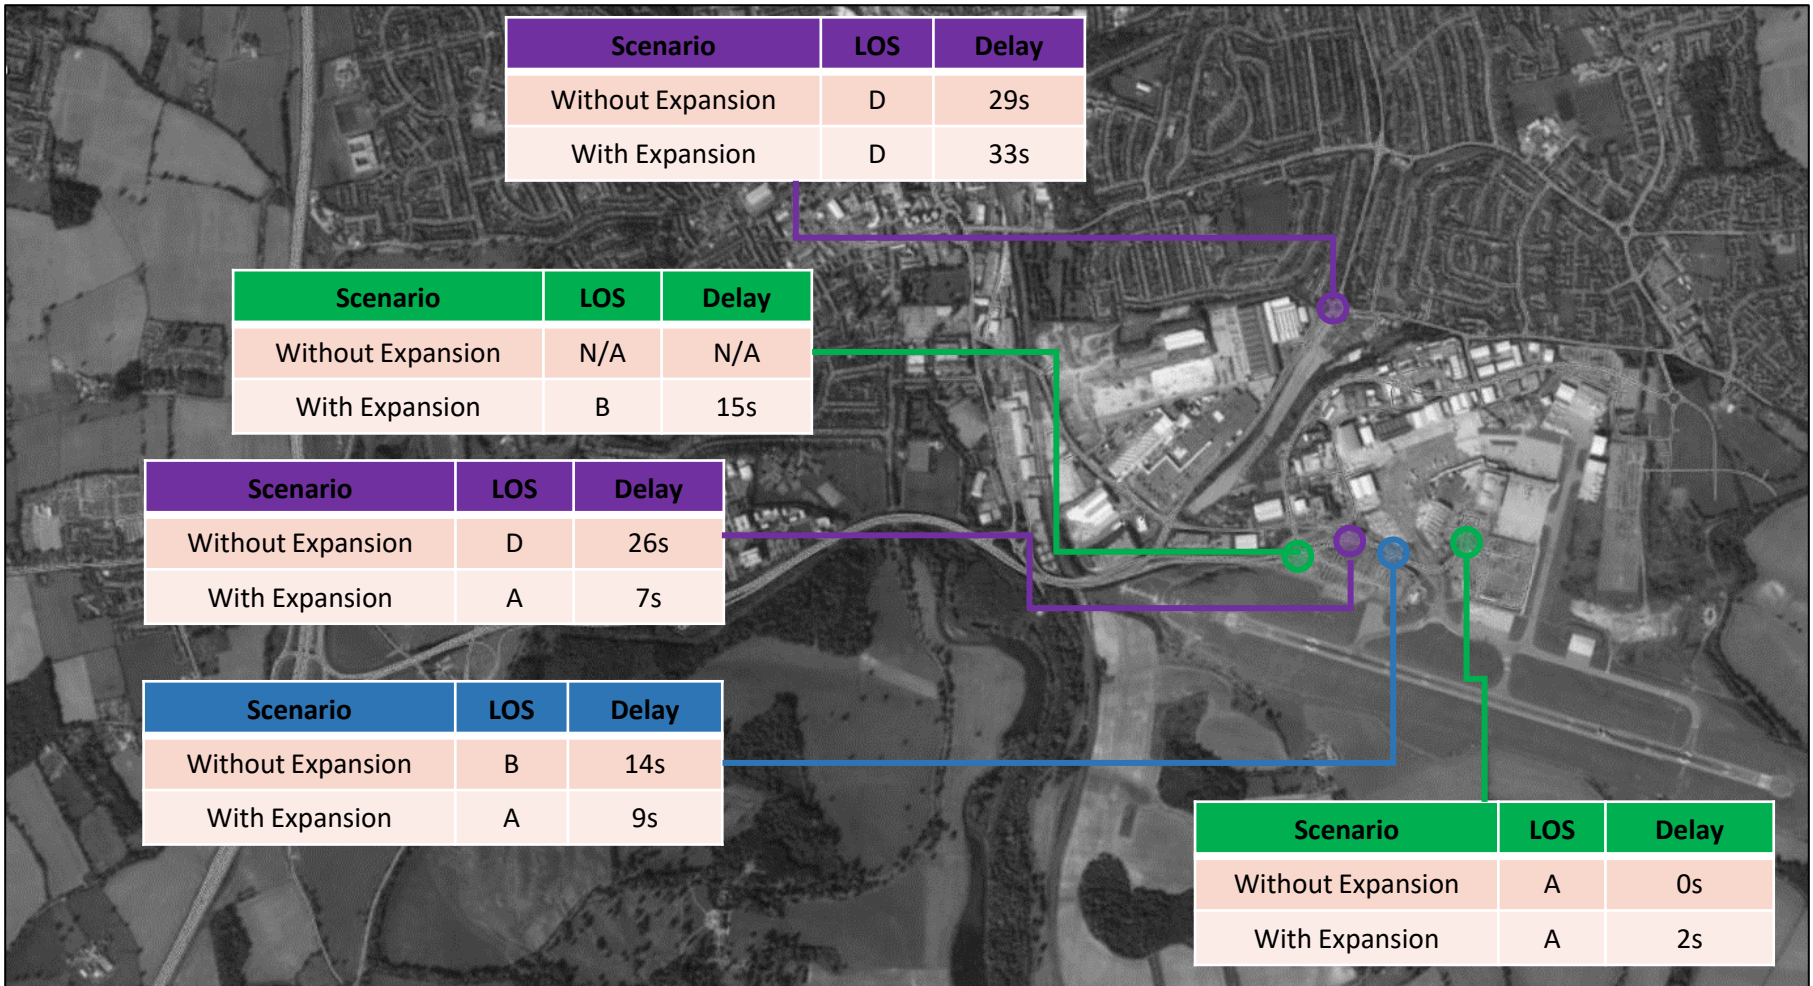 Scenario LOS Delay
Without Expansion D 29s
With Expansion D 33s
Scenario LOS Delay
Without Expansion N/A N/A
With Expansion B 15s
Scenario LOS Delay
Without Expansion D 26s
With Expansion A 7s
Scenario LOS Delay
Without Expansion B 14s
With Expansion A 9s
Scenario LOS Delay
Without Expansion A 0s
With Expansion A 2s